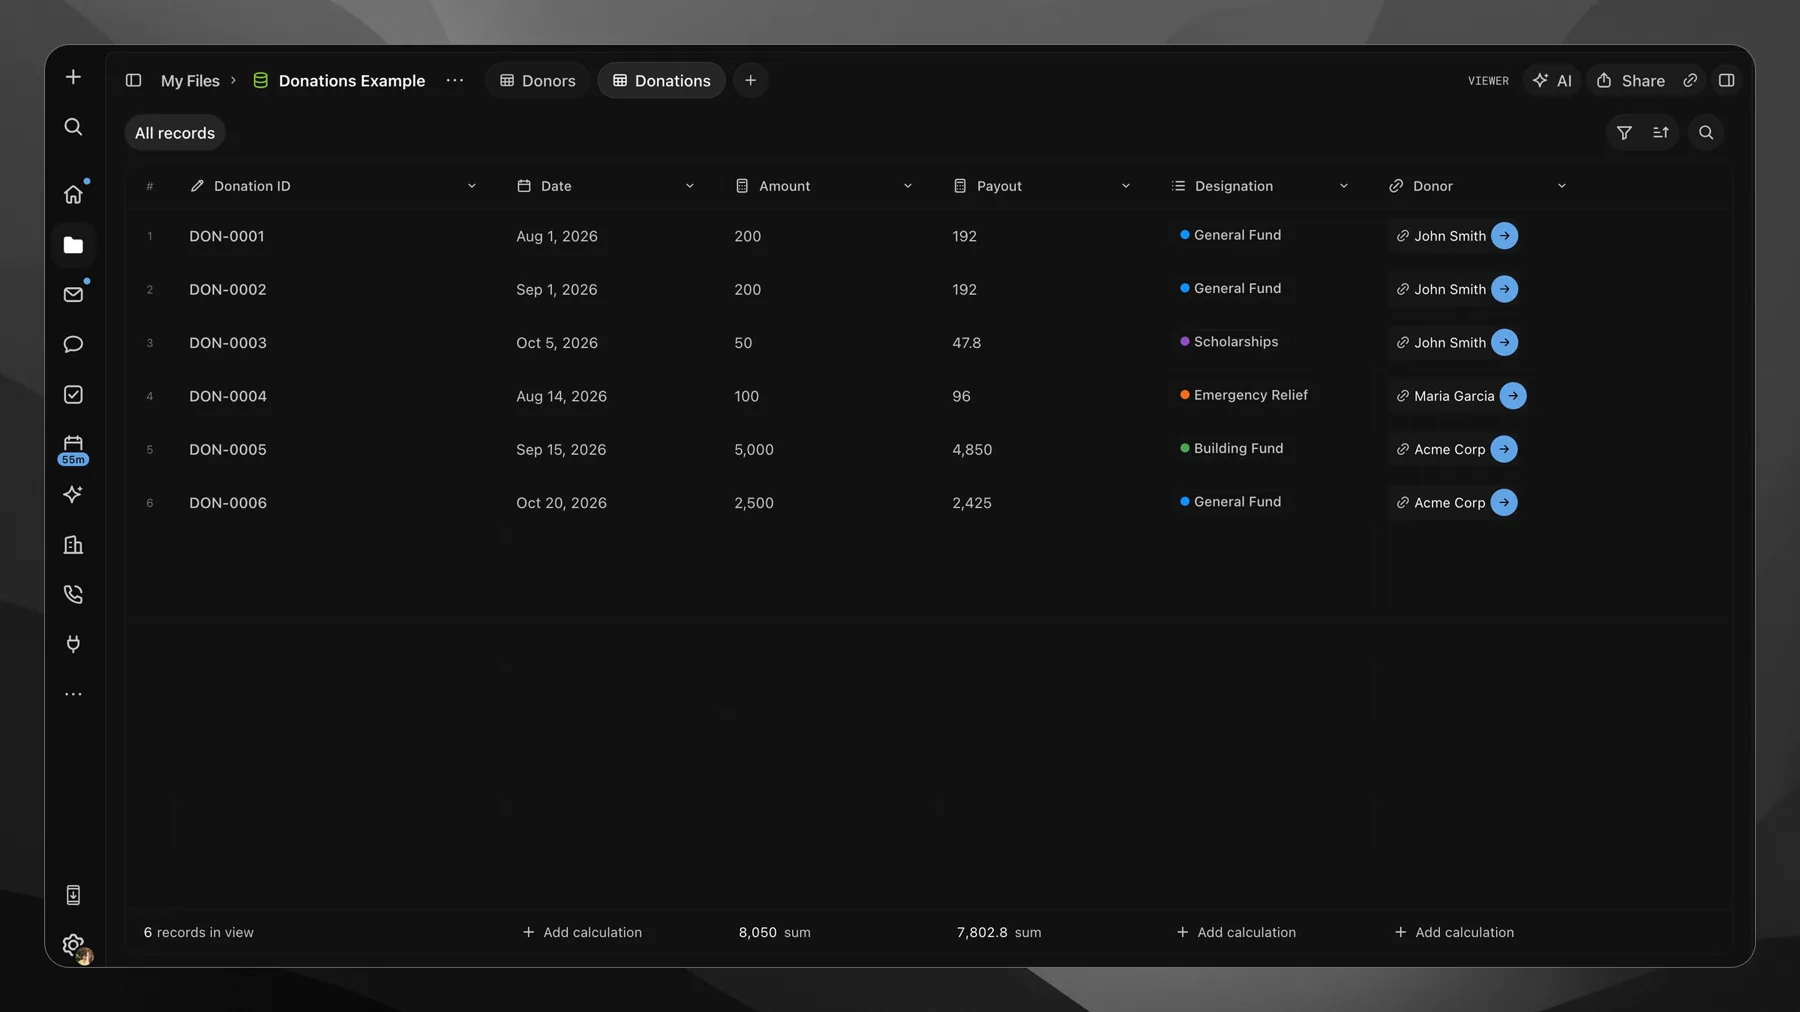 My Files > Donations Example ... Donors Donations + VIEWER AI Share
All records
# Donation ID Date Amount Payout Designation Donor
1 DON-0001 Aug 1, 2026 200 192 General Fund John Smith
2 DON-0002 Sep 1, 2026 200 192 General Fund John Smith
3 DON-0003 Oct 5, 2026 50 47.8 Scholarships John Smith
4 DON-0004 Aug 14, 2026 100 96 Emergency Relief Maria Garcia
5 DON-0005 Sep 15, 2026 5,000 4,850 Building Fund Acme Corp
55m
6 DON-0006 Oct 20, 2026 2,500 2,425 General Fund Acme Corp
6 records in view + Add calculation 8,050 sum 7,802.8 sum + Add calculation + Add calculation